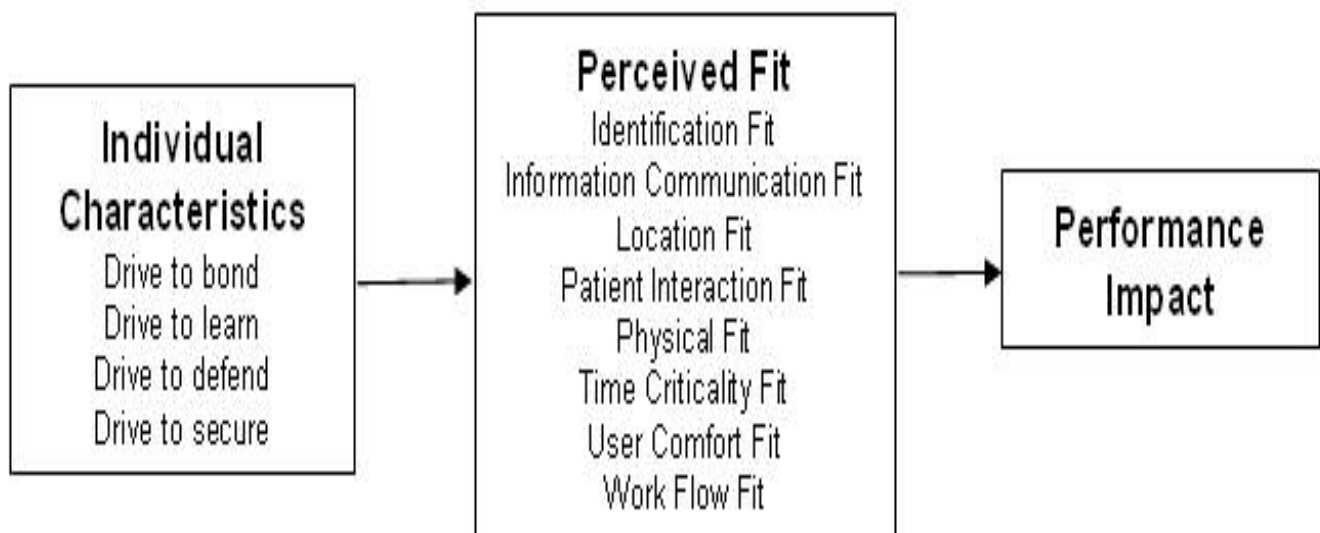 Individual
Characteristics
Drive to bond
Drive to learn
Drive to defend
Drive to secure
Perceived Fit
Identification Fit
Information Communication Fit
Location Fit
Patient Interaction Fit
Physical Fit
Time Criticality Fit
User Comfort Fit
Work Flow Fit
Performance
Impact